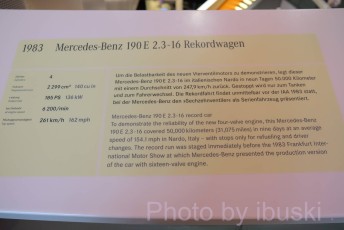 1983 Mercedes-Benz 190 E 2.3-16 Rekordwagen
4
2 299 cm³ 140 cu in
185 PS 136 kW
6 200 /min
261 km/h 162 mph
Um die Belastbarkeit des neuen Vierventilmotors zu demonstrieren, legt dieser
Mercedes-Benz 190 E 2.3-16 im italienischen Nardo in neun Tagen 50 000 Kilometer
mit einem Durchschnitt von 247,9 km/h zurück. Gestoppt wird nur zum Tanken
und zum Fahrerwechsel. Die Rekordfahrt findet unmittelbar vor der IAA 1983 statt,
bei der Mercedes-Benz den »Sechzehnventiler« als Serienfahrzeug präsentiert.
Mercedes-Benz 190 E 2.3-16 record car
To demonstrate the reliability of the new four-valve engine, this Mercedes-Benz
190 E 2.3-16 covered 50,000 kilometres (31,075 miles) in nine days at an average
speed of 154.1 mph in Nardo, Italy – with stops only for refuelling and driver
changes. The record run was staged immediately before the 1983 Frankfurt Inter-
national Motor Show at which Mercedes-Benz presented the production version
of the car with sixteen-valve engine.
Photo by ibuski